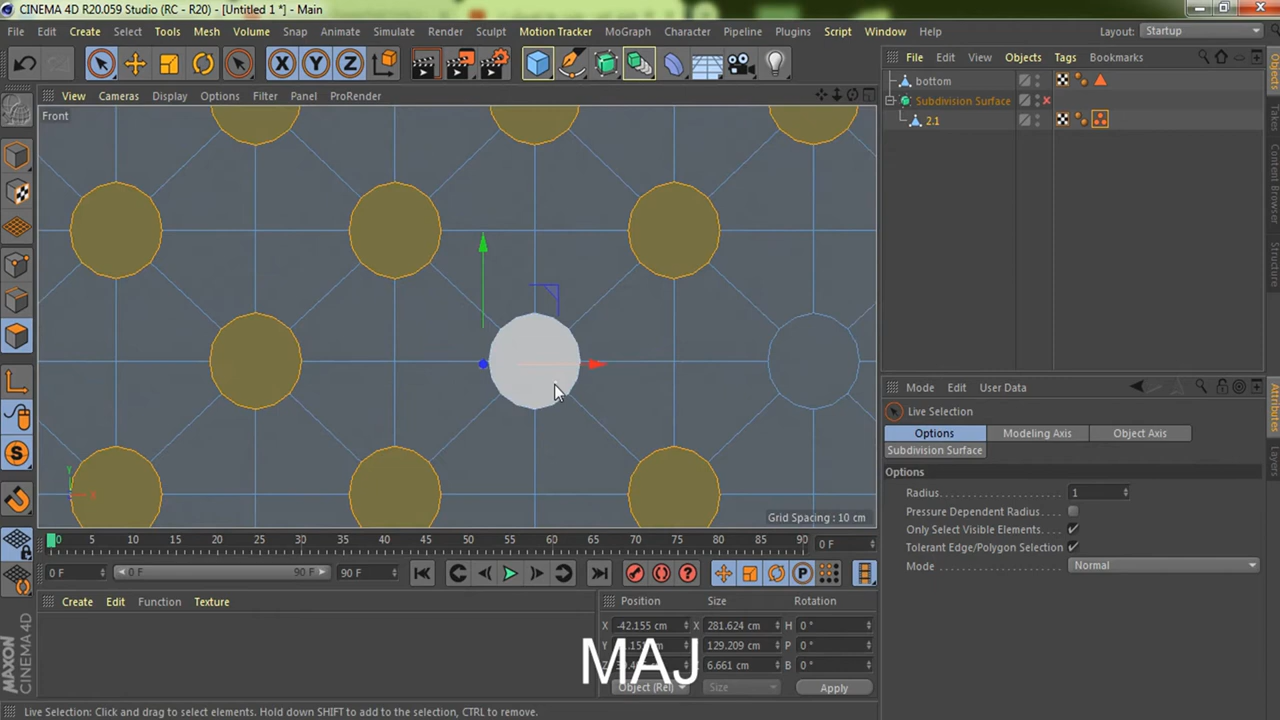 CINEMA 4D R20.059 Studio (RC - R20) - [Untitled 1 *] - Main
File Edit Create Select Tools Mesh Volume Snap Animate Simulate Render Sculpt Motion Tracker MoGraph Character Pipeline Plugins Script Window Help Layout: Startup
File Edit View Objects Tags Bookmarks
bottom
Subdivision Surface
2.1
View Cameras Display Options Filter Panel ProRender
Front
Y
X
Grid Spacing : 10 cm
Objects
Takes
Content Browser
Structure
Attributes
Layers
Mode Edit User Data
Live Selection
Options Modeling Axis Object Axis
Subdivision Surface
Options
Radius 1
Pressure Dependent Radius
Only Select Visible Elements
Tolerant Edge/Polygon Selection
Mode Normal
0 5 10 15 20 25 30 35 40 45 50 55 60 65 70 75 80 85 90 0 F
0 F 0 F 90 F 90 F
Create Edit Function Texture
Position Size Rotation
X -42.155 cm X 281.624 cm H 0 °
129.209 cm P 0 °
6.661 cm B 0 °
Object (Rel) Size Apply
MAJ
MAXON
CINEMA 4D
Live Selection: Click and drag to select elements. Hold down SHIFT to add to the selection, CTRL to remove.